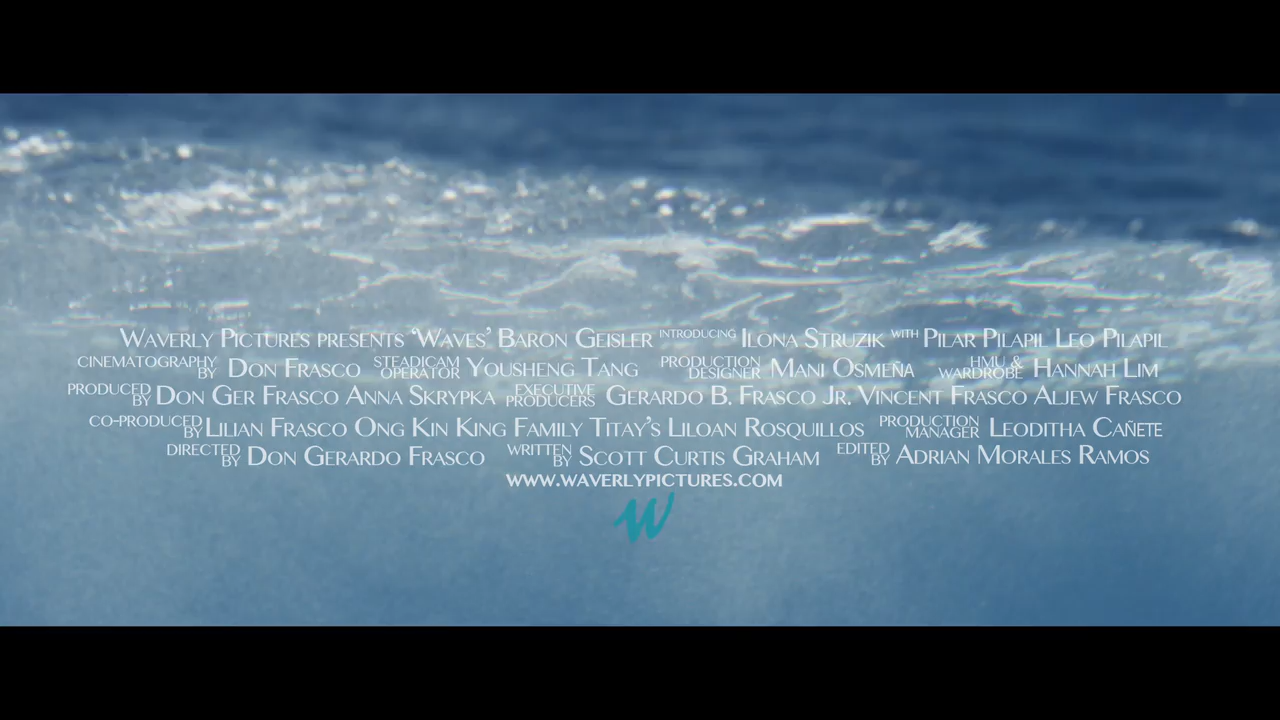 WAVERLY PICTURES PRESENTS 'WAVES' BARON GEISLER INTRODUCING ILONA STRUZIK WITH PILAR PILAPIL LEO PILAPIL
CINEMATOGRAPHY BY DON FRASCO STEADICAM OPERATOR YOUSHENG TANG PRODUCTION DESIGNER MANI OSMEÑA HMU & WARDROBE HANNAH LIM
PRODUCED BY DON GER FRASCO ANNA SKRYPKA EXECUTIVE PRODUCERS GERARDO B. FRASCO JR. VINCENT FRASCO ALJEW FRASCO
CO-PRODUCED BY LILIAN FRASCO ONG KIN KING FAMILY TITAY'S LILOAN ROSQUILLOS PRODUCTION MANAGER LEODITHA CAÑETE
DIRECTED BY DON GERARDO FRASCO WRITTEN BY SCOTT CURTIS GRAHAM EDITED BY ADRIAN MORALES RAMOS
WWW.WAVERLYPICTURES.COM
W